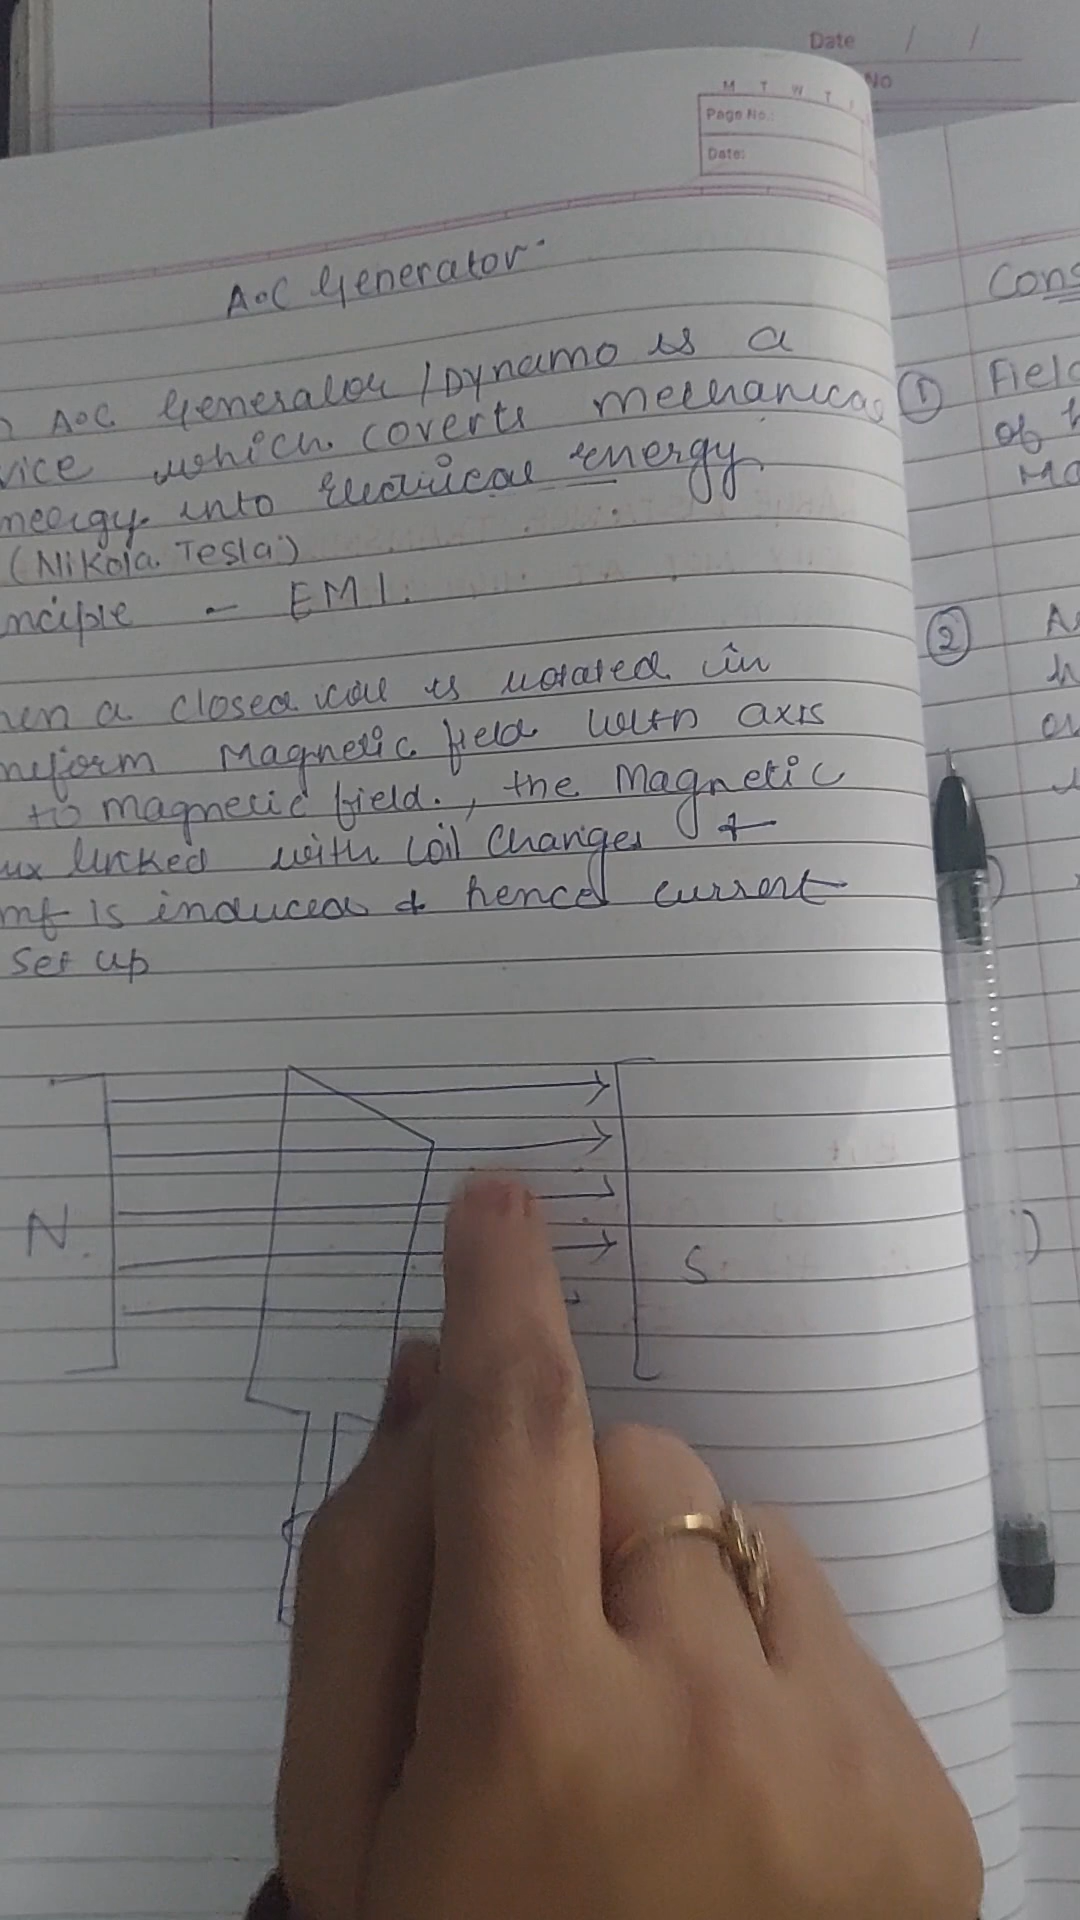 Date / /
No
M T W T
Page No.:
Date:
A.C Generator
A.C. Generator / Dynamo is a
vice which coverts mechanical
into Electrical energy
(Nikola Tesla)
nciple - EMI.
hen a closed coil is rotated in
niform Magnetic field with axis
to magnetic field., the Magnetic
ux linked with coil changes &
mf is induced & hence current
set up
N.
S
Cons
① Field
of h
Ma
②